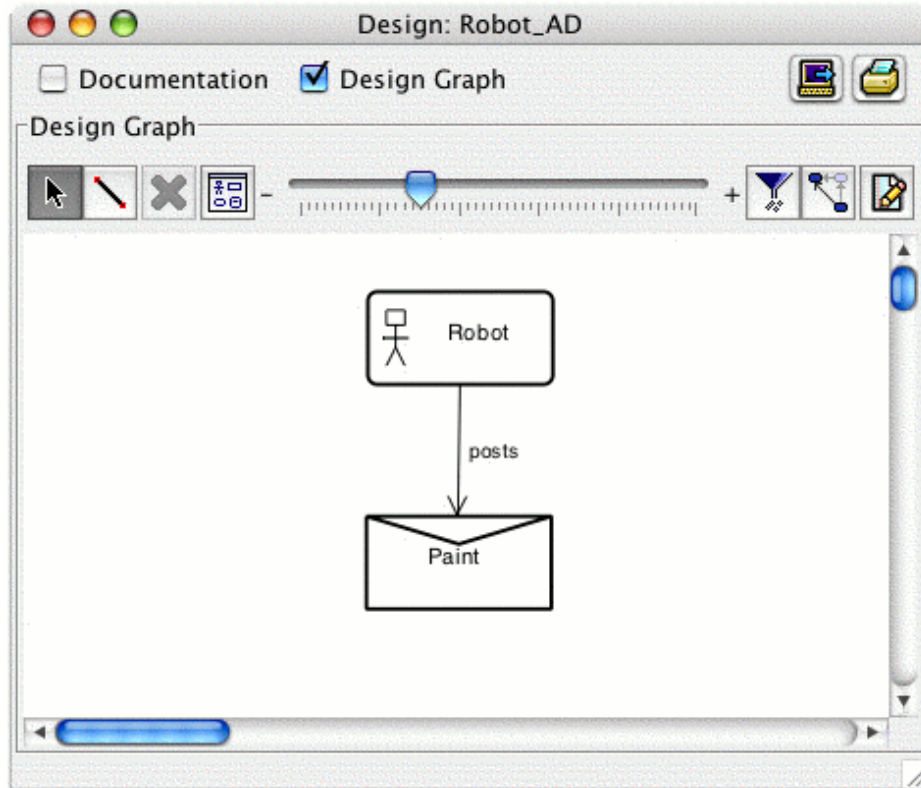 Design: Robot_AD
Documentation Design Graph
Design Graph
- +
Robot
posts
Paint